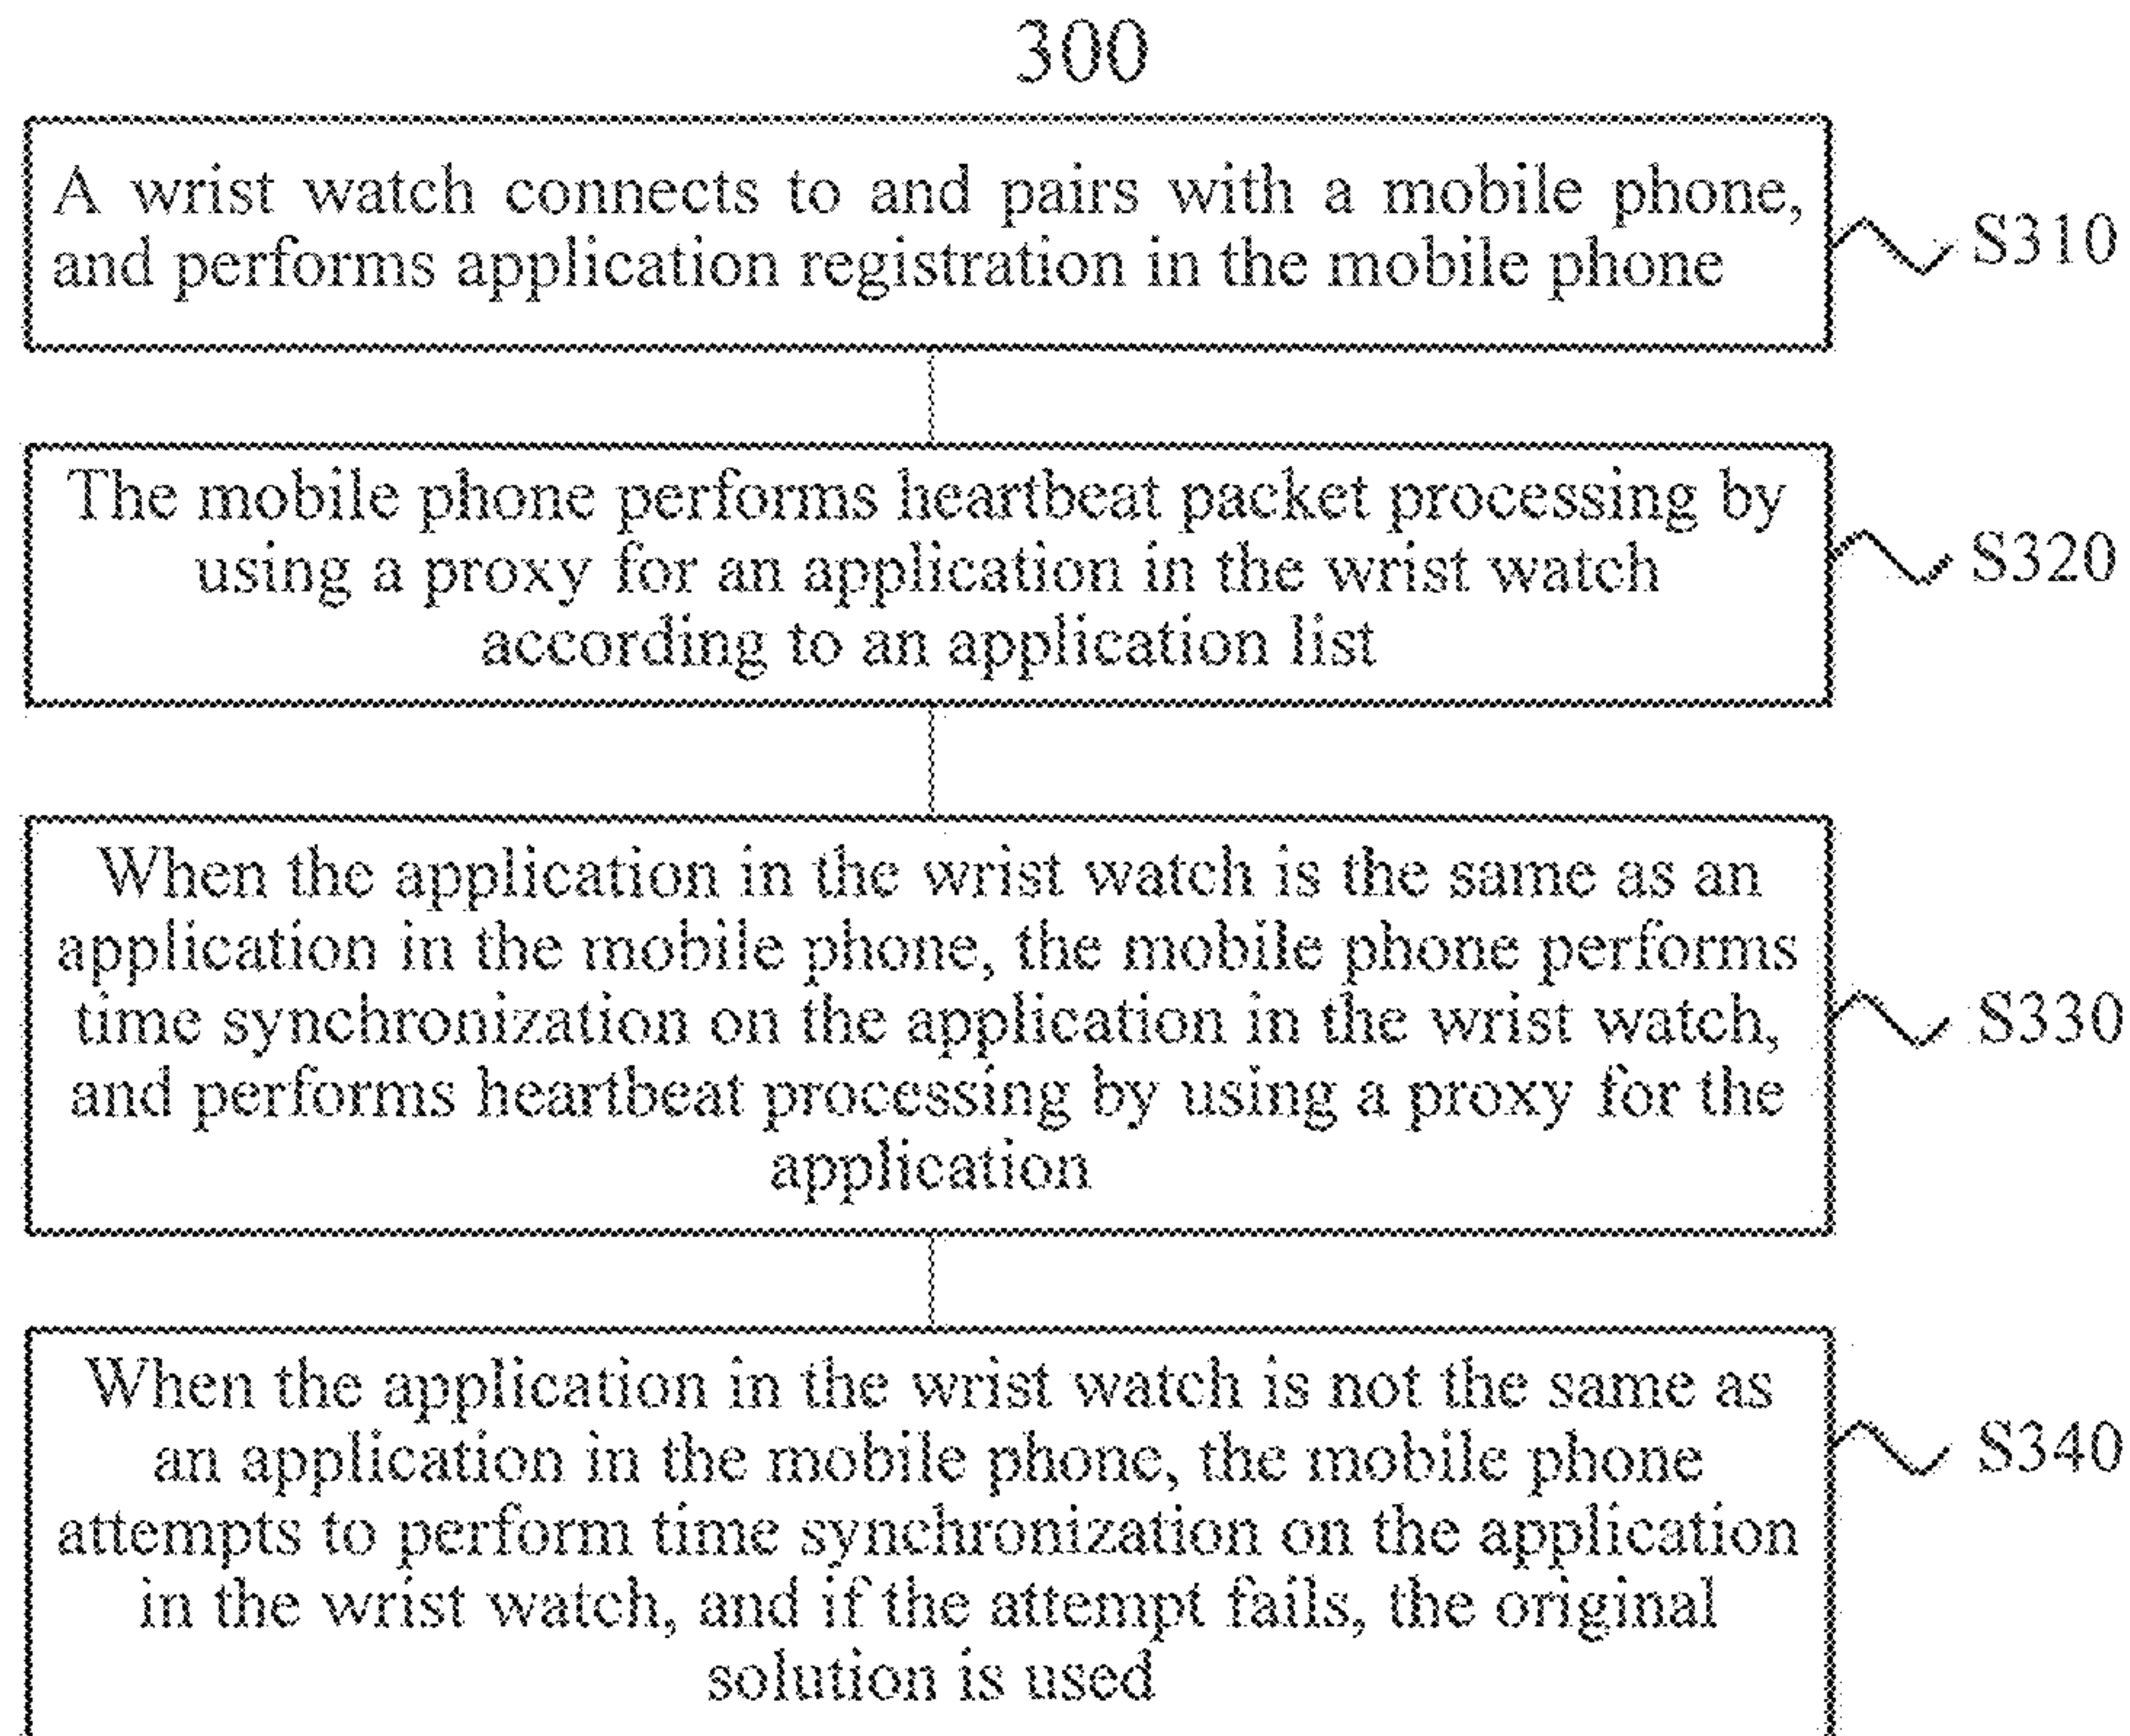 300
A wrist watch connects to and pairs with a mobile phone,
and performs application registration in the mobile phone
S310
The mobile phone performs heartbeat packet processing by
using a proxy for an application in the wrist watch
according to an application list
S320
When the application in the wrist watch is the same as an
application in the mobile phone, the mobile phone performs
time synchronization on the application in the wrist watch,
and performs heartbeat processing by using a proxy for the
application
S330
When the application in the wrist watch is not the same as
an application in the mobile phone, the mobile phone
attempts to perform time synchronization on the application
in the wrist watch, and if the attempt fails, the original
solution is used
S340